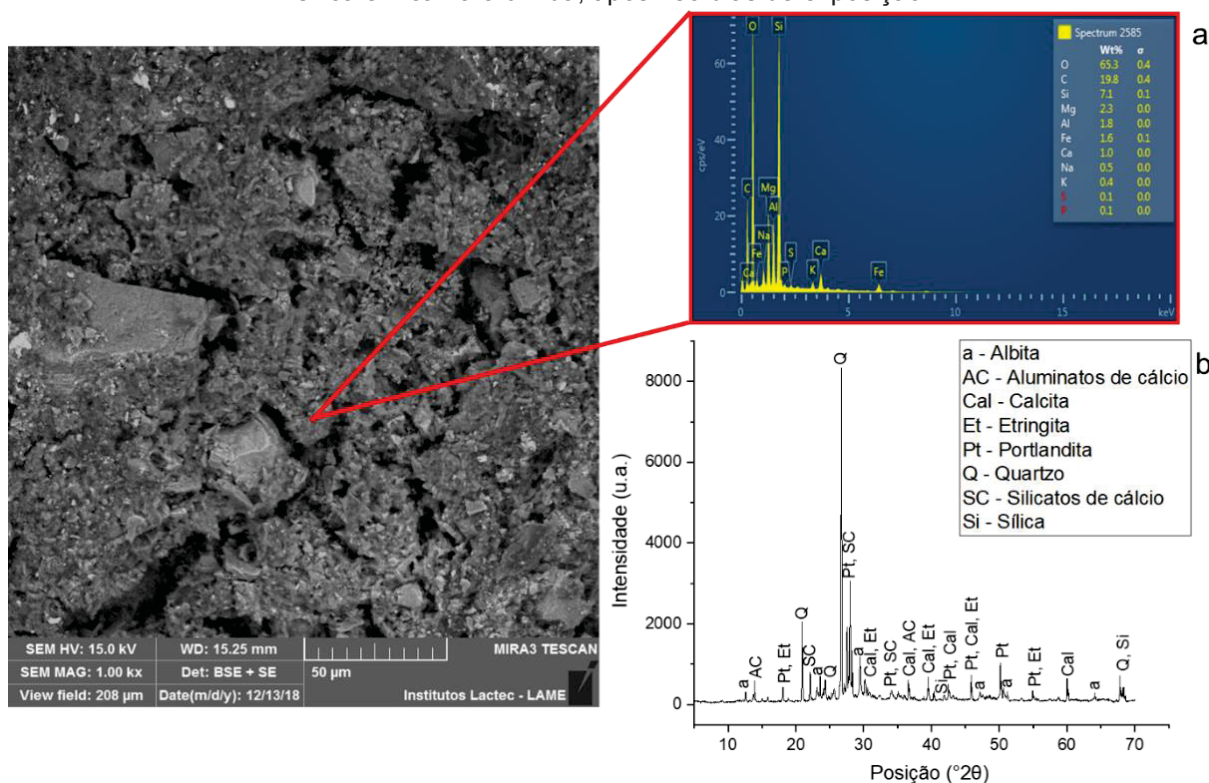 a
Spectrum 2585
Wt% σ
O 65.3 0.4
C 19.8 0.4
Si 7.1 0.1
Mg 2.3 0.0
Al 1.8 0.0
Fe 1.6 0.1
Ca 1.0 0.0
Na 0.5 0.0
K 0.4 0.0
S 0.1 0.0
P 0.1 0.0
60
40
20
0
cps/eV
O
Si
C
Mg
Al
Na
Fe
Ca
P
S
K
Ca
Fe
0 5 10 15 keV
SEM HV: 15.0 kV WD: 15.25 mm MIRA3 TESCAN
SEM MAG: 1.00 kx Det: BSE + SE 50 µm
View field: 208 µm Date(m/d/y): 12/13/18 Institutos Lactec - LAME
b
a - Albita
AC - Aluminatos de cálcio
Cal - Calcita
Et - Etringita
Pt - Portlandita
Q - Quartzo
SC - Silicatos de cálcio
Si - Sílica
8000
6000
4000
2000
0
Intensidade (u.a.)
a
AC
Pt, Et
Q
SC
a
Q
Q
Pt, SC
a
Cal, Et
Pt, SC
Cal, AC
Cal, Et
Si
Pt, Cal
Pt, Cal, Et
a
Pt
a
Pt, Et
Cal
a
Q, Si
10 20 30 40 50 60 70
Posição (°2θ)